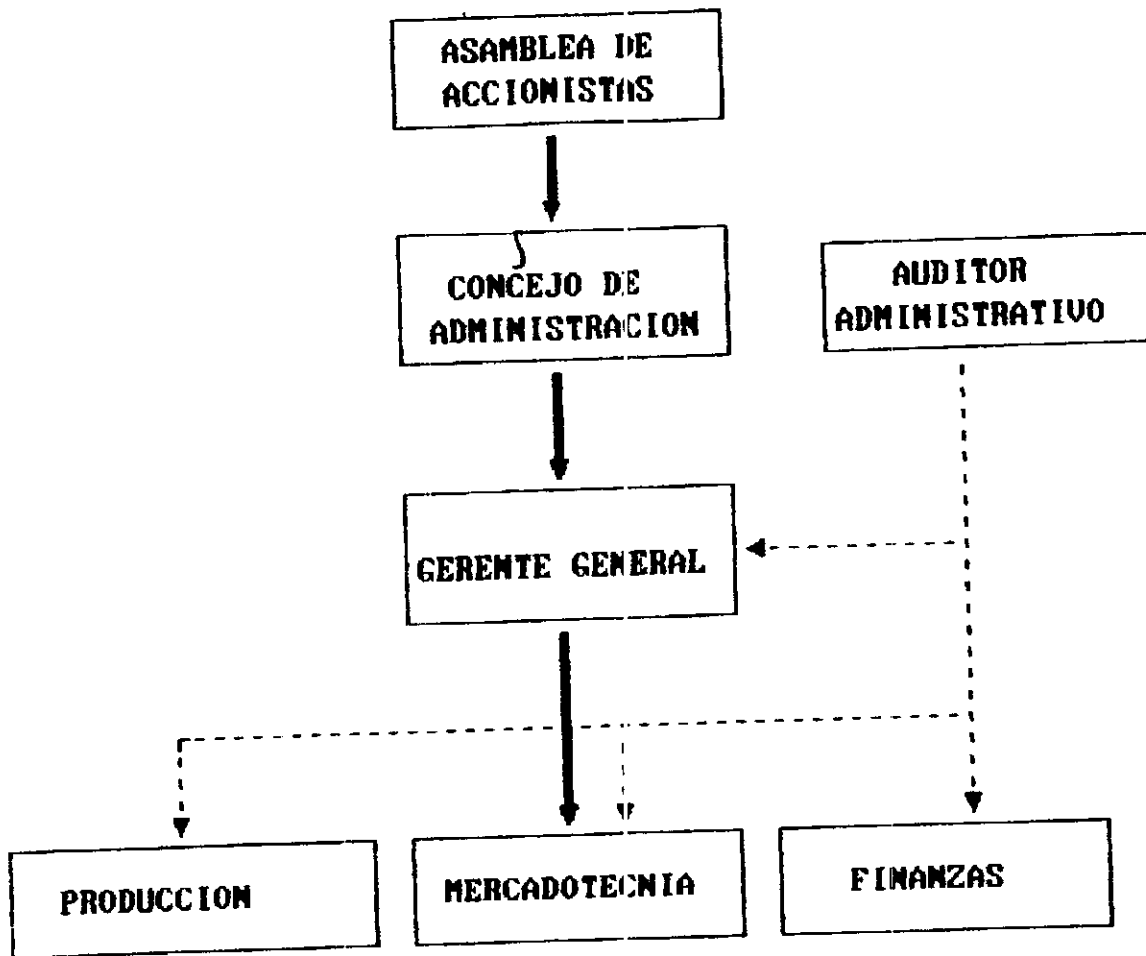 ASAMBLEA DE
ACCIONISTAS
CONCEJO DE
ADMINISTRACION
AUDITOR
ADMINISTRATIVO
GERENTE GENERAL
PRODUCCION
MERCADOTECNIA
FINANZAS